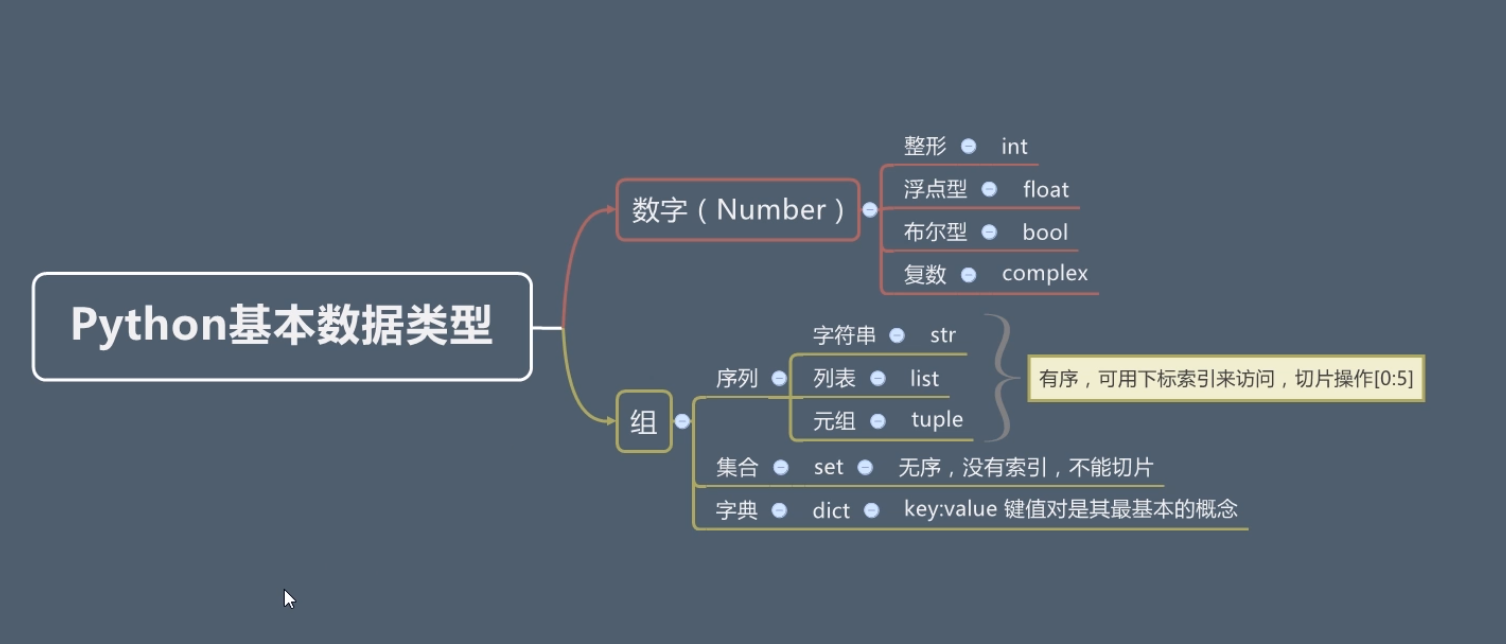 Python基本数据类型
数字（Number）
整形 int
浮点型 float
布尔型 bool
复数 complex
组
序列
字符串 str
列表 list
元组 tuple
有序，可用下标索引来访问，切片操作[0:5]
集合 set 无序，没有索引，不能切片
字典 dict key:value 键值对是其最基本的概念